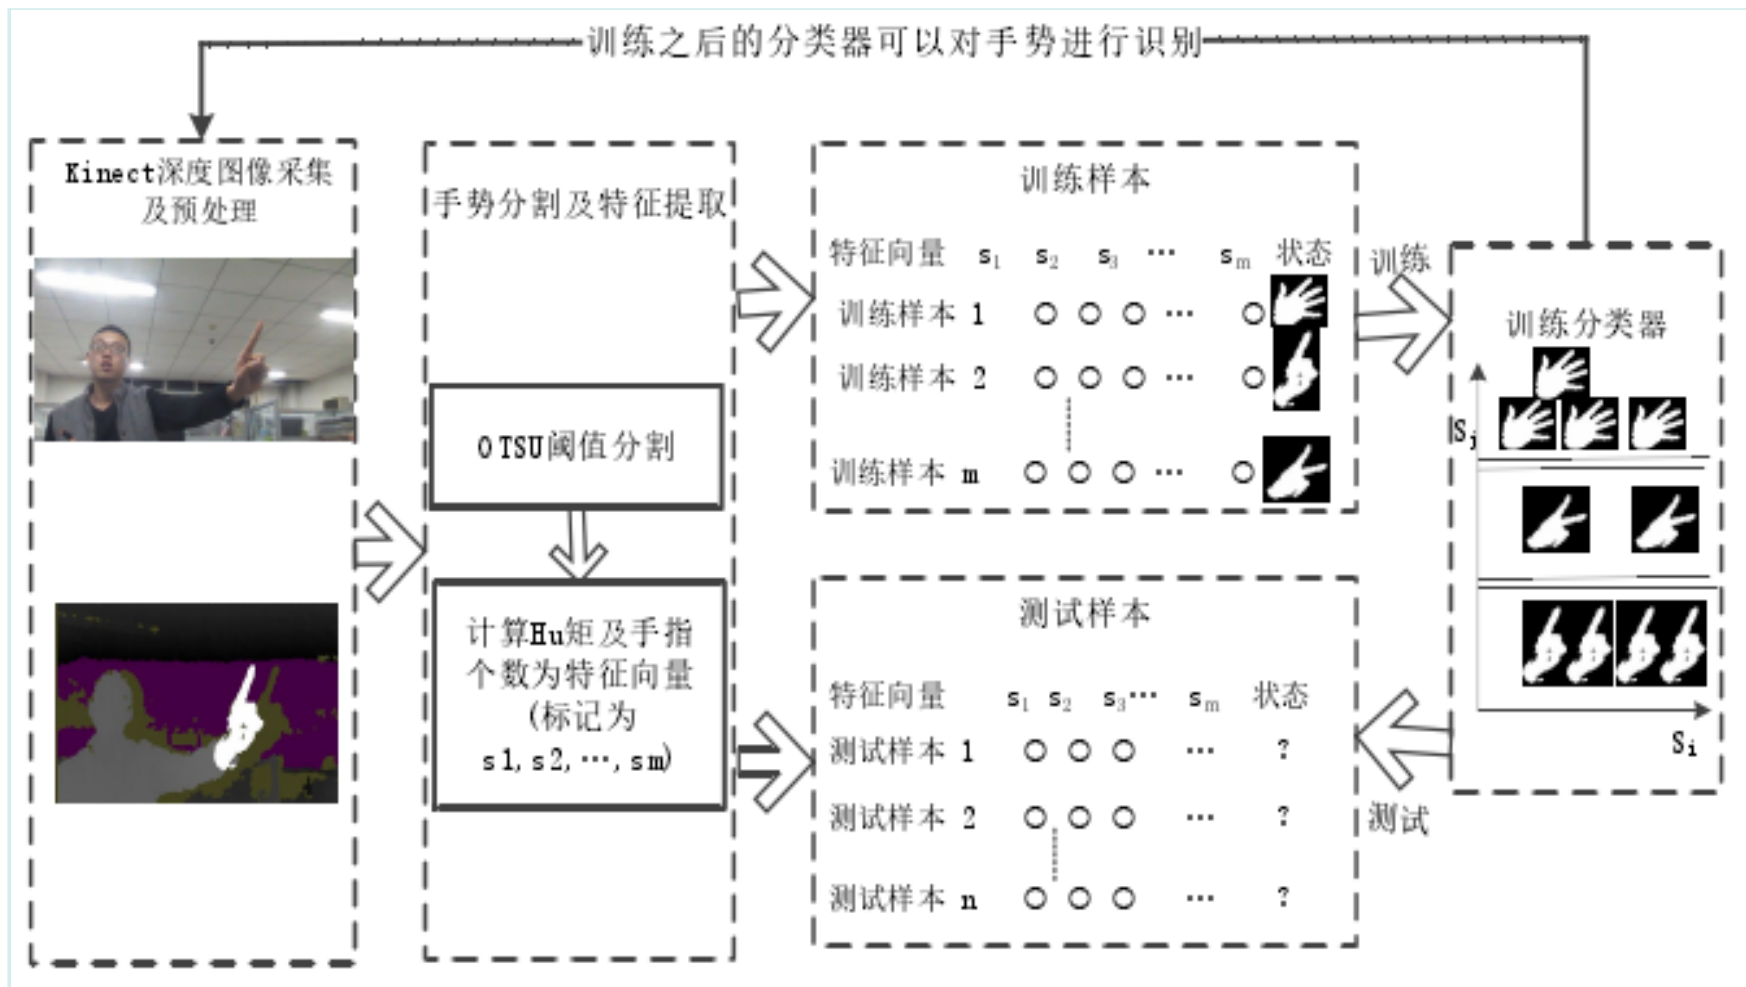 训练之后的分类器可以对手势进行识别
Kinect深度图像采集
及预处理
手势分割及特征提取
OTSU阈值分割
计算Hu矩及手指
个数为特征向量
(标记为
s1,s2,…,sm)
训练样本
特征向量 s1 s2 s3 … sm 状态
训练样本 1 ○ ○ ○ … ○
训练样本 2 ○ ○ ○ … ○
训练样本 m ○ ○ ○ … ○
测试样本
特征向量 s1 s2 s3 … sm 状态
测试样本 1 ○ ○ ○ … ?
测试样本 2 ○ ○ ○ … ?
测试样本 n ○ ○ ○ … ?
训练
测试
训练分类器
Sj
Si